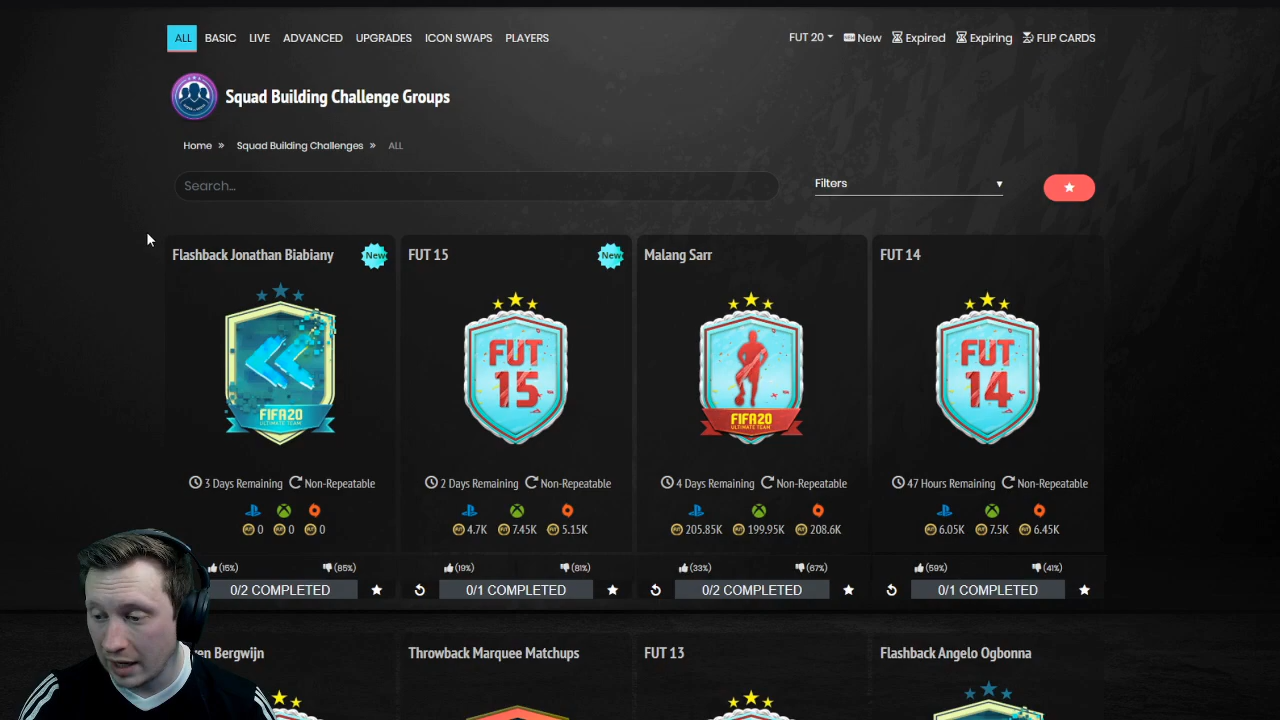 ALL BASIC LIVE ADVANCED UPGRADES ICON SWAPS PLAYERS FUT 20 New Expired Expiring FLIP CARDS
Squad Building Challenge Groups
Home » Squad Building Challenges » ALL
Search...
Filters
Flashback Jonathan Biabiany
New
FIFA20
ULTIMATE TEAM
3 Days Remaining Non-Repeatable
0 0 0
(15%) (85%)
0/2 COMPLETED
FUT 15
New
FUT
15
2 Days Remaining Non-Repeatable
4.7K 7.45K 5.15K
(19%) (81%)
0/1 COMPLETED
Malang Sarr
FIFA20
ULTIMATE TEAM
4 Days Remaining Non-Repeatable
205.85K 199.95K 208.6K
(33%) (67%)
0/2 COMPLETED
FUT 14
FUT
14
47 Hours Remaining Non-Repeatable
6.05K 7.5K 6.45K
(59%) (41%)
0/1 COMPLETED
Bergwijn
Throwback Marquee Matchups
FUT 13
Flashback Angelo Ogbonna